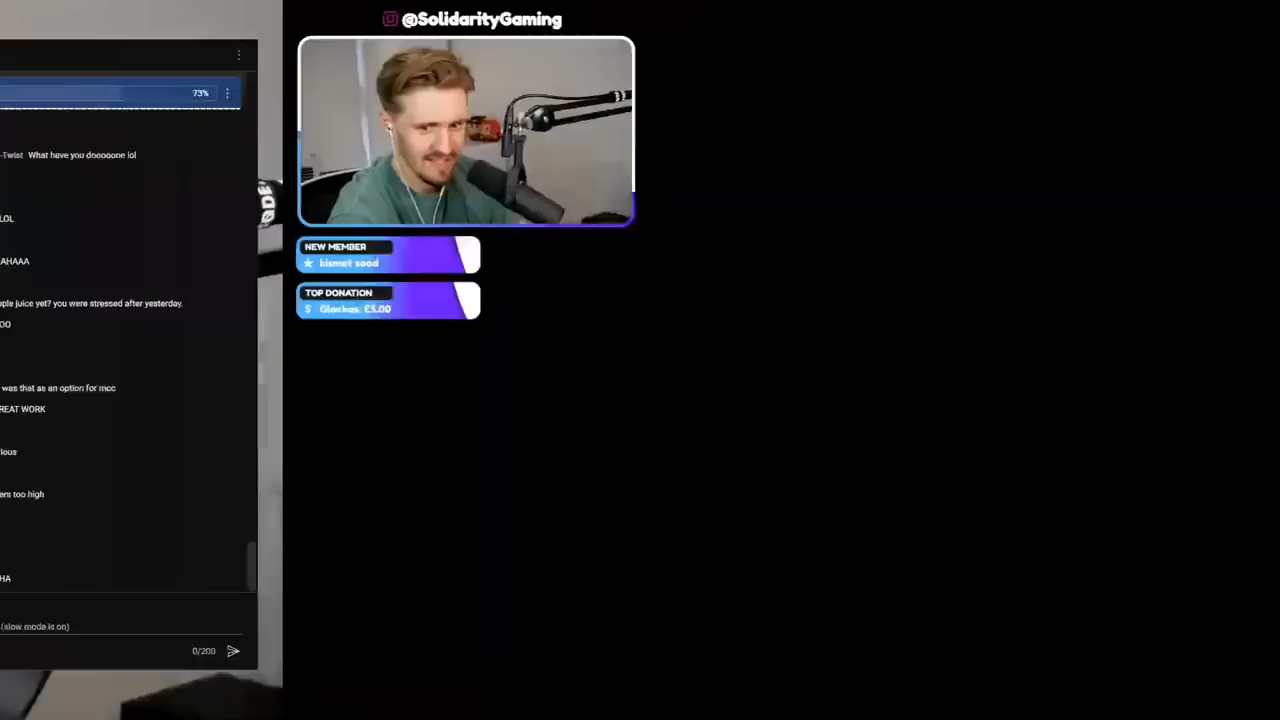 @SolidarityGaming
73%
-Twist What have you dooooone lol
LOL
AHAAA
ople juice yet? you were stressed after yesterday.
OO
was that as an option for mcc
REAT WORK
ious
ers too high
HA
(slow mode is on)
0/200
NEW MEMBER
kismet sood
TOP DONATION
$ £5.00